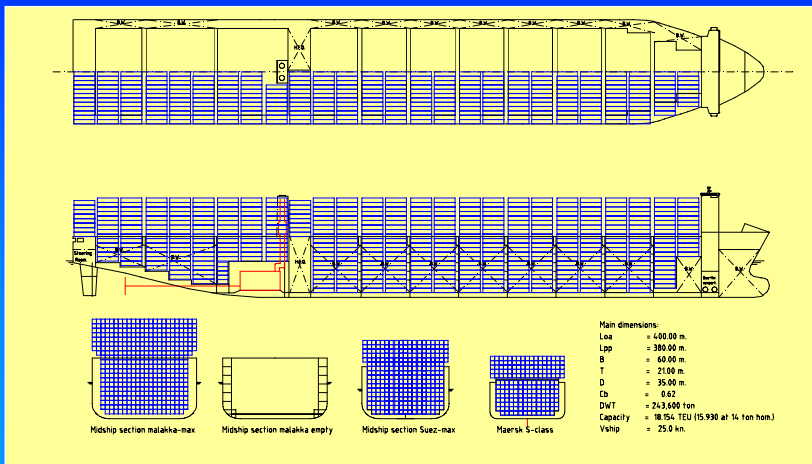 B.V. B.V. B.V. B.V. B.V. B.V. B.V. B.V. B.V. B.V.
B.V.
H.F.O.
Steering
Room.
B.V.
B.V.
H.F.O.
B.V. B.V. B.V. B.V. B.V. B.V. B.V.
B.V.
B.V.
Main dimensions:
Loa = 400.00 m.
Lpp = 380.00 m.
B = 60.00 m.
T = 21.00 m.
D = 35.00 m.
Cb = 0.62
DWT = 243,600 ton
Capacity = 18.154 TEU (15.930 at 14 ton hom.)
Vship = 25.0 kn.
Midship section malakka-max
Midship section malakka empty
Midship section Suez-max
Maersk S-class